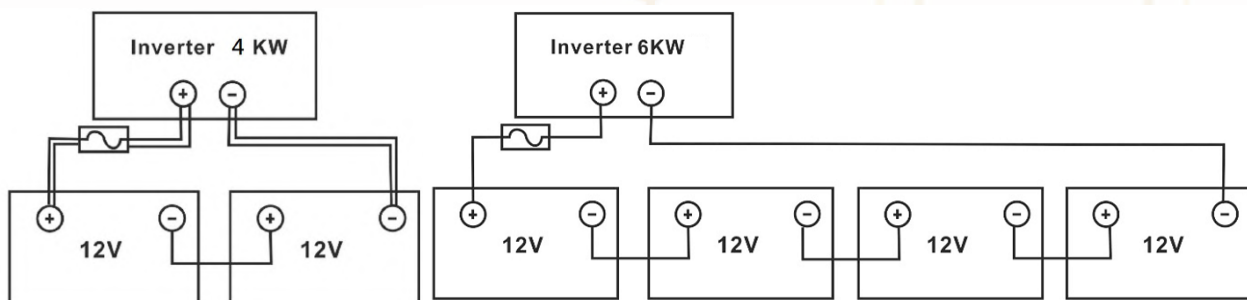 Inverter 4 KW
+ −
+ − + −
12V 12V
Inverter 6KW
+ −
+ − + − + − + −
12V 12V 12V 12V